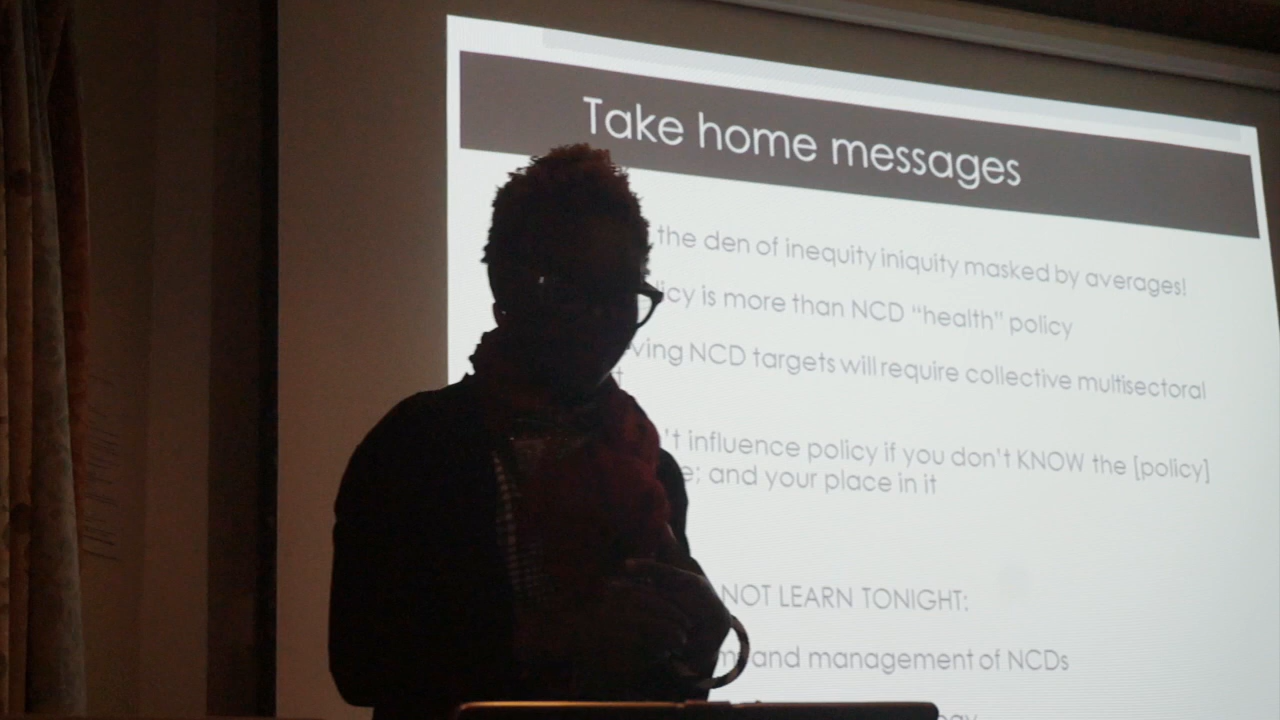 Take home messages
the den of inequity iniquity masked by averages!
is more than NCD “health” policy
NCD targets will require collective multisectoral
influence policy if you don't KNOW the [policy]
and your place in it
NOT LEARN TONIGHT:
and management of NCDs